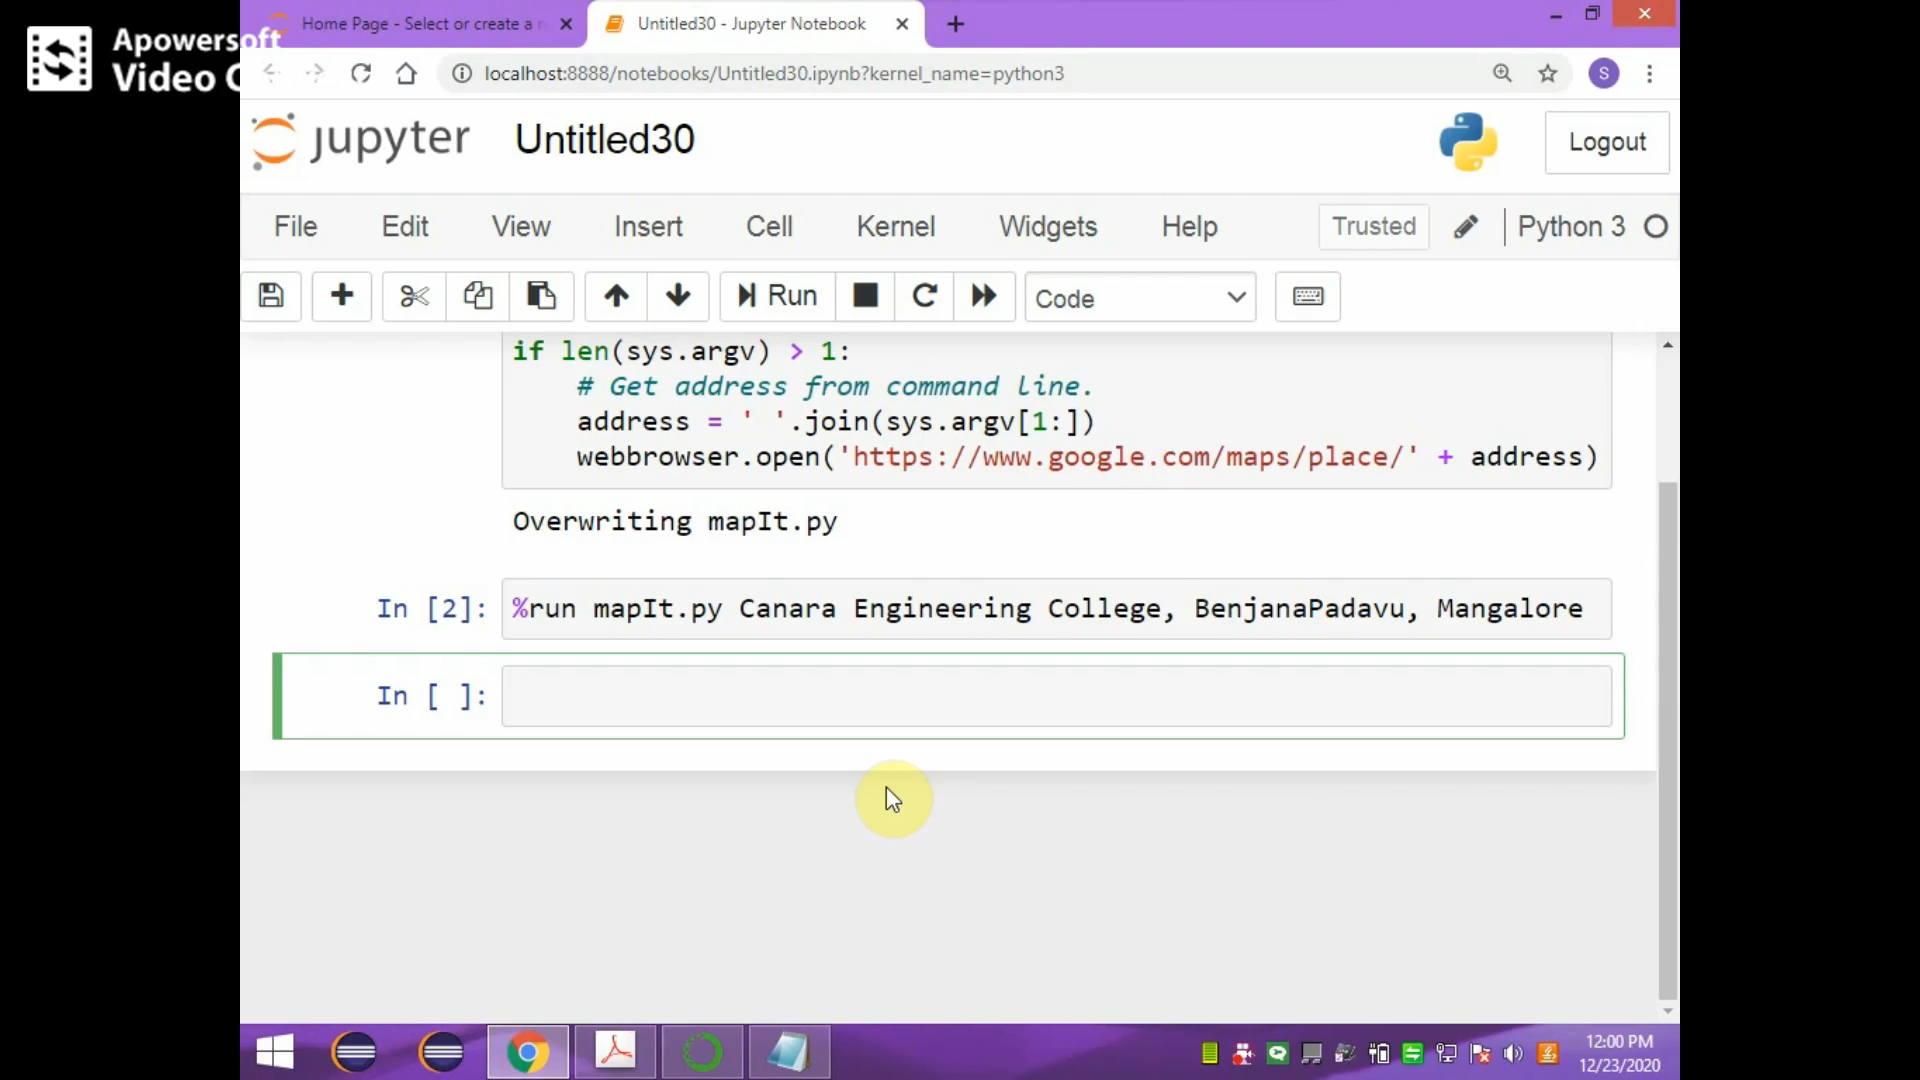 Apowersoft
Video C
Home Page - Select or create a n
Untitled30 - Jupyter Notebook
localhost:8888/notebooks/Untitled30.ipynb?kernel_name=python3
S
jupyter
Untitled30
Logout
File Edit View Insert Cell Kernel Widgets Help
Trusted
Python 3
Run
Code
if len(sys.argv) > 1:
# Get address from command line.
address = ' '.join(sys.argv[1:])
webbrowser.open('https://www.google.com/maps/place/' + address)
Overwriting mapIt.py
In [2]: %run mapIt.py Canara Engineering College, BenjanaPadavu, Mangalore
In [ ]:
12:00 PM
12/23/2020